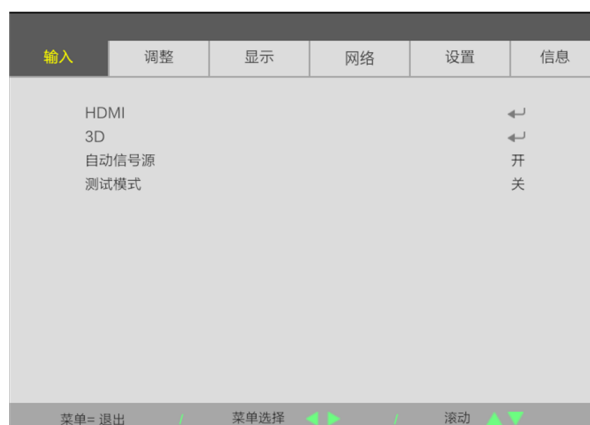 输入 调整 显示 网络 设置 信息
HDMI
3D
自动信号源 开
测试模式 关
菜单= 退出 / 菜单选择 / 滚动